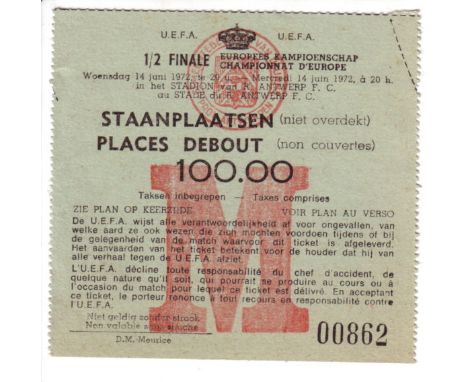 U.E.F.A. U.E.F.A.
1/2 FINALE EUROPEES KAMPIOENSCHAP
CHAMPIONNAT D'EUROPE
Woensdag 14 juni 1972, te 20 u. Mercredi 14 juin 1972, à 20 h.
in het STADION van R. ANTWERP F. C.
au STADE du R. ANTWERP F. C.
STAANPLAATSEN (niet overdekt)
PLACES DEBOUT (non couvertes)
100.00
Taksen inbegrepen — Taxes comprises
ZIE PLAN OP KEERZIJDE VOIR PLAN AU VERSO
De U.E.F.A. wijst alle verantwoordelijkheid af voor ongevallen, van
welke aard ze ook wezen die zich mochten voordoen tijdens of bij
de gelegenheid van de match waarvoor dit ticket is afgeleverd.
Het aanvaarden van het ticket betekent voor de houder dat hij van
alle verhaal tegen de U.E.F.A. afziet.
L'U.E.F.A. décline toute responsabilité du chef d'accident, de
quelque nature qu'il soit, qui pourrait se produire au cours ou à
l'occasion du match pour lequel ce ticket est délivré. En acceptant
ce ticket, le porteur renonce à tout recours en responsabilité contre
l'U.E.F.A.
Niet geldig zonder strook
Non valable sans souche
D.M. Meurice
00862
M